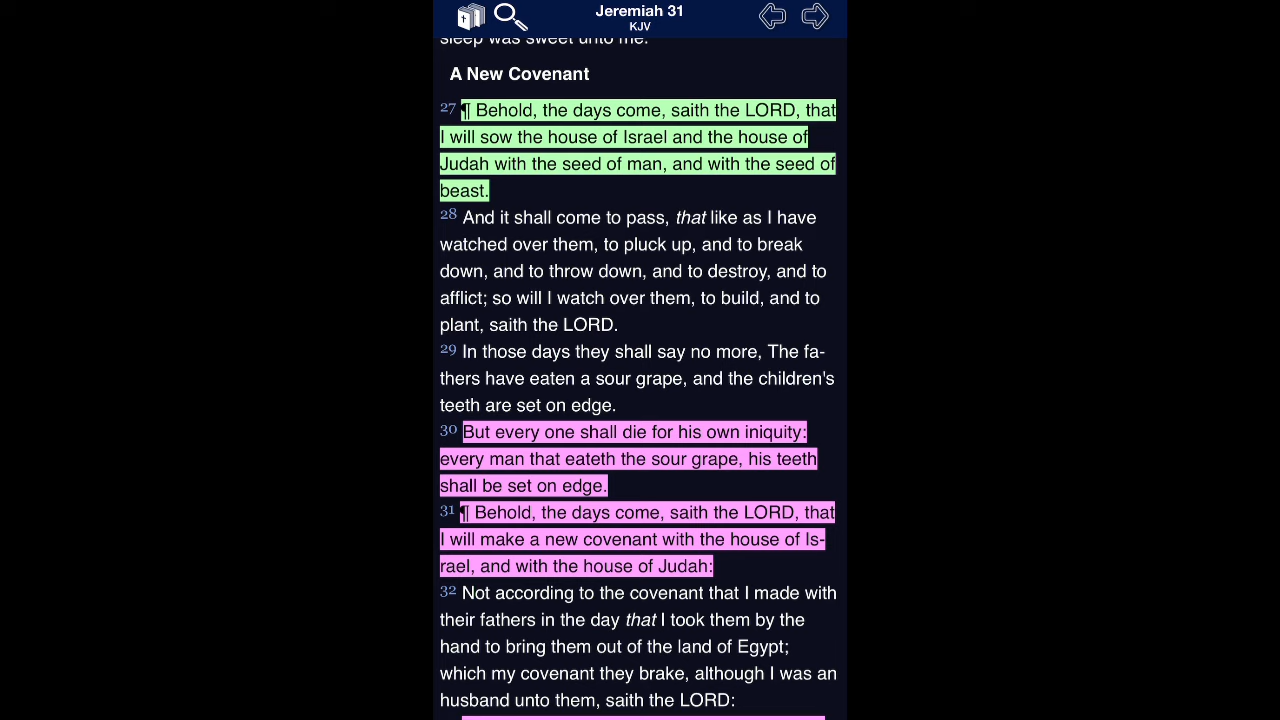 Jeremiah 31
KJV
sleep was sweet unto me.
A New Covenant
27 ¶ Behold, the days come, saith the LORD, that
I will sow the house of Israel and the house of
Judah with the seed of man, and with the seed of
beast.
28 And it shall come to pass, that like as I have
watched over them, to pluck up, and to break
down, and to throw down, and to destroy, and to
afflict; so will I watch over them, to build, and to
plant, saith the LORD.
29 In those days they shall say no more, The fa-
thers have eaten a sour grape, and the children's
teeth are set on edge.
30 But every one shall die for his own iniquity:
every man that eateth the sour grape, his teeth
shall be set on edge.
31 ¶ Behold, the days come, saith the LORD, that
I will make a new covenant with the house of Is-
rael, and with the house of Judah:
32 Not according to the covenant that I made with
their fathers in the day that I took them by the
hand to bring them out of the land of Egypt;
which my covenant they brake, although I was an
husband unto them, saith the LORD: